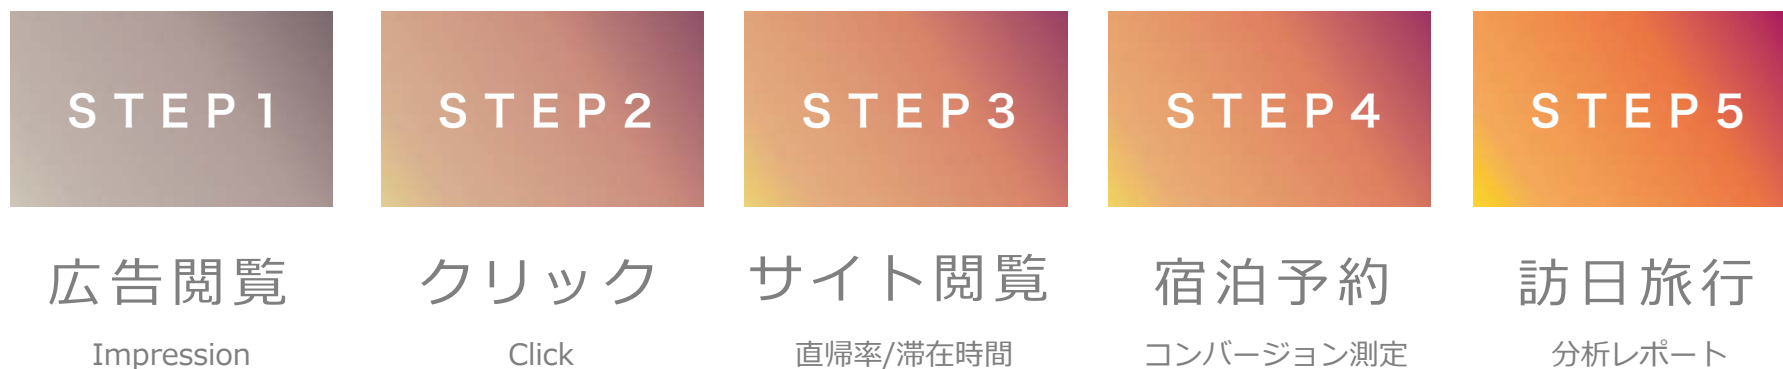 STEP1
STEP2
STEP3
STEP4
STEP5
広告閲覧
クリック
サイト閲覧
宿泊予約
訪日旅行
Impression
Click
直帰率/滞在時間
コンバージョン測定
分析レポート